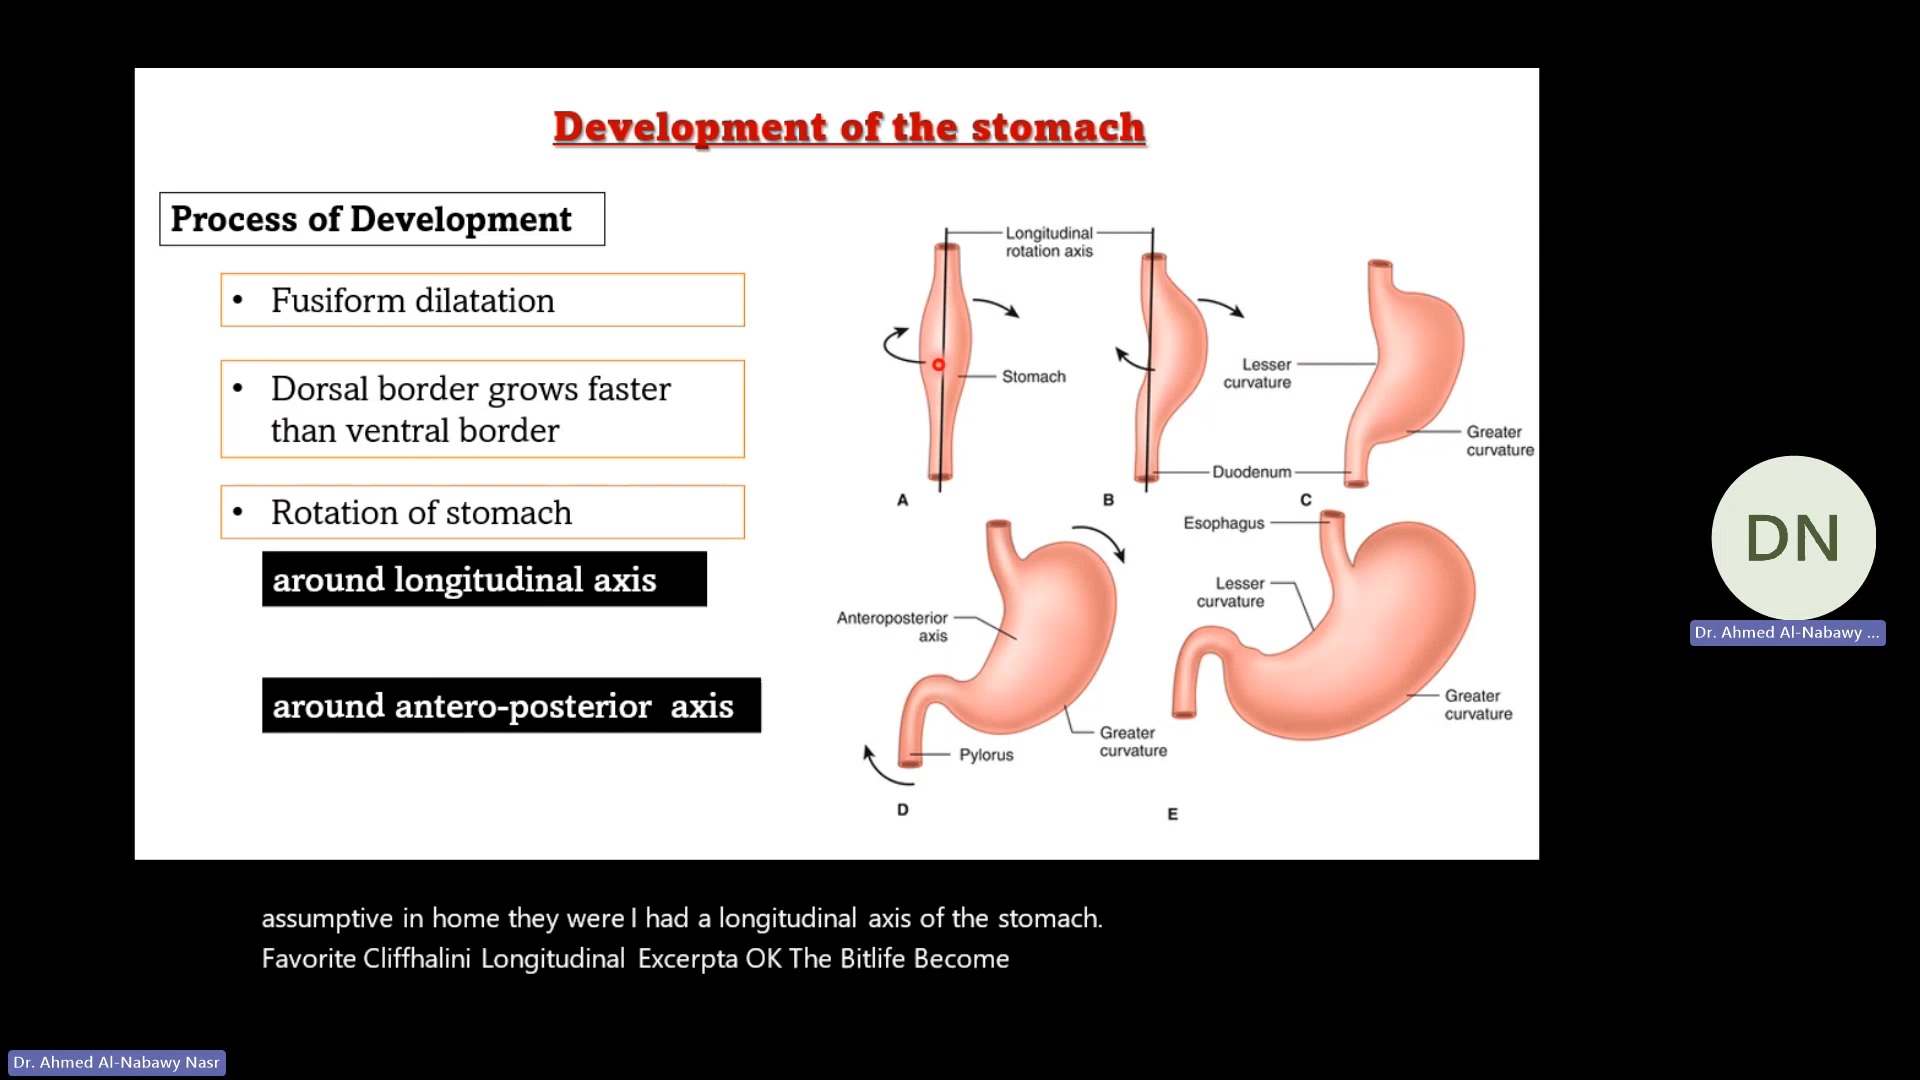 Development of the stomach
Process of Development
• Fusiform dilatation
• Dorsal border grows faster
than ventral border
• Rotation of stomach
around longitudinal axis
around antero-posterior axis
Longitudinal
rotation axis
Stomach
Lesser
curvature
Greater
curvature
Duodenum
A
B
C
Esophagus
Lesser
curvature
Anteroposterior
axis
Greater
curvature
Greater
curvature
Pylorus
D
E
DN
Dr. Ahmed Al-Nabawy ...
assumptive in home they were I had a longitudinal axis of the stomach.
Favorite Cliffhalini Longitudinal Excerpta OK The Bitlife Become
Dr. Ahmed Al-Nabawy Nasr